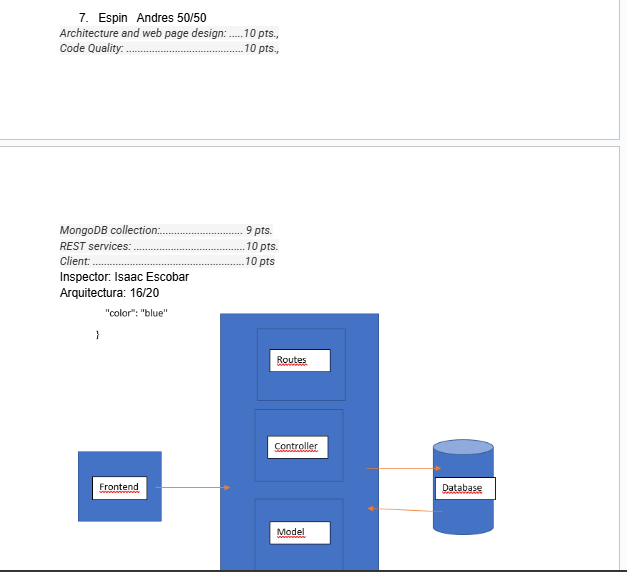 7. Espin Andres 50/50
Architecture and web page design: .....10 pts.,
Code Quality: .......................................10 pts.,
MongoDB collection:............................ 9 pts.
REST services: .....................................10 pts.
Client: ..................................................10 pts
Inspector: Isaac Escobar
Arquitectura: 16/20
"color": "blue"
}
Routes
Controller
Frontend
Database
Model